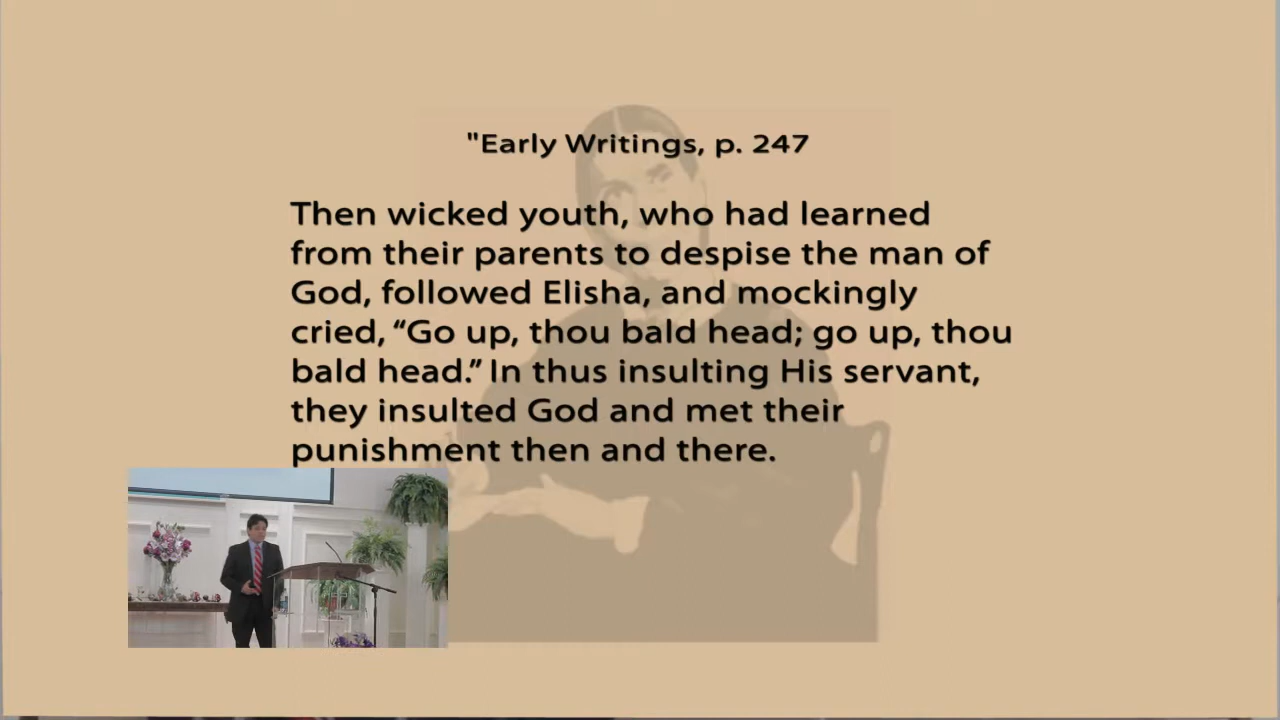 "Early Writings, p. 247
Then wicked youth, who had learned
from their parents to despise the man of
God, followed Elisha, and mockingly
cried, “Go up, thou bald head; go up, thou
bald head.” In thus insulting His servant,
they insulted God and met their
punishment then and there.